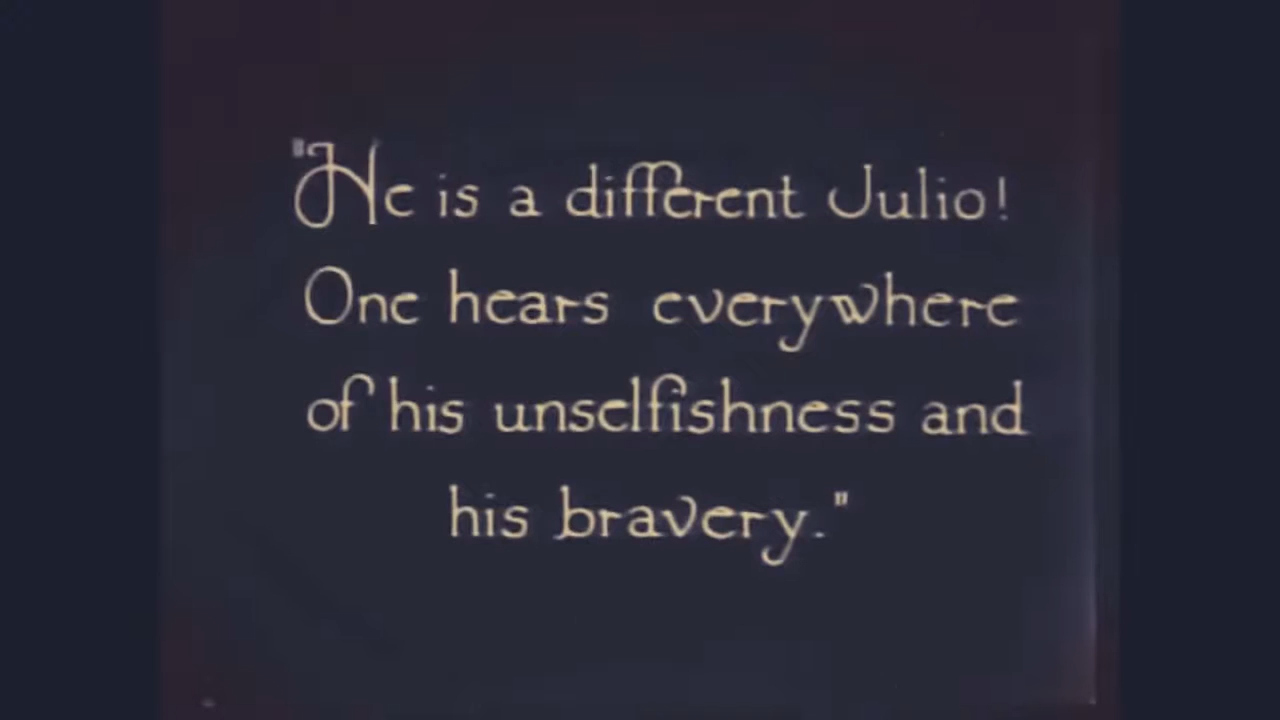 "He is a different Julio!
One hears everywhere
of his unselfishness and
his bravery."